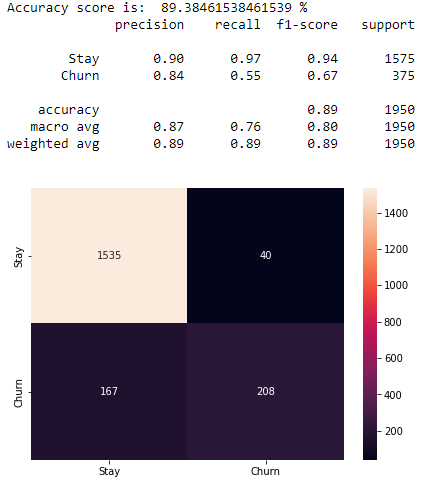 Accuracy score is:  89.38461538461539 %
precision    recall  f1-score   support
Stay       0.90      0.97      0.94      1575
Churn       0.84      0.55      0.67       375
accuracy                           0.89      1950
macro avg       0.87      0.76      0.80      1950
weighted avg       0.89      0.89      0.89      1950
1400
Stay 1535 40
1200
1000
800
600
Churn 167 208
400
200
Stay Churn